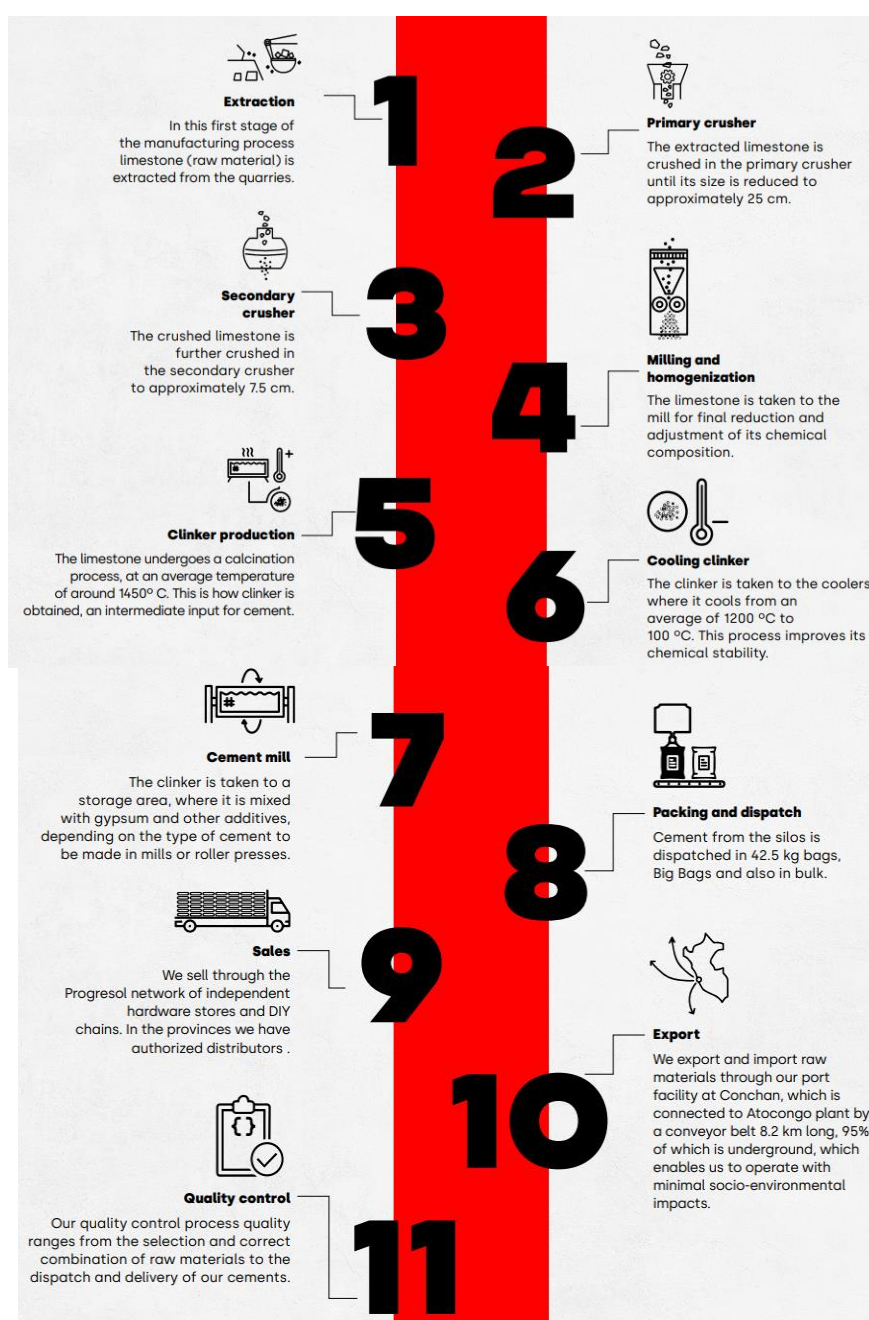 1
Extraction
In this first stage of
the manufacturing process
limestone (raw material) is
extracted from the quarries.
2
Primary crusher
The extracted limestone is
crushed in the primary crusher
until its size is reduced to
approximately 25 cm.
3
Secondary
crusher
The crushed limestone is
further crushed in
the secondary crusher
to approximately 7.5 cm.
4
Milling and
homogenization
The limestone is taken to the
mill for final reduction and
adjustment of its chemical
composition.
5
Clinker production
The limestone undergoes a calcination
process, at an average temperature
of around 1450º C. This is how clinker is
obtained, an intermediate input for cement.
6
Cooling clinker
The clinker is taken to the coolers
where it cools from an
average of 1200 ºC to
100 ºC. This process improves its
chemical stability.
7
Cement mill
The clinker is taken to a
storage area, where it is mixed
with gypsum and other additives,
depending on the type of cement to
be made in mills or roller presses.
8
Packing and dispatch
Cement from the silos is
dispatched in 42.5 kg bags,
Big Bags and also in bulk.
9
Sales
We sell through the
Progresol network of independent
hardware stores and DIY
chains. In the provinces we have
authorized distributors .
10
Export
We export and import raw
materials through our port
facility at Conchan, which is
connected to Atocongo plant by
a conveyor belt 8.2 km long, 95%
of which is underground, which
enables us to operate with
minimal socio-environmental
impacts.
11
Quality control
Our quality control process quality
ranges from the selection and correct
combination of raw materials to the
dispatch and delivery of our cements.